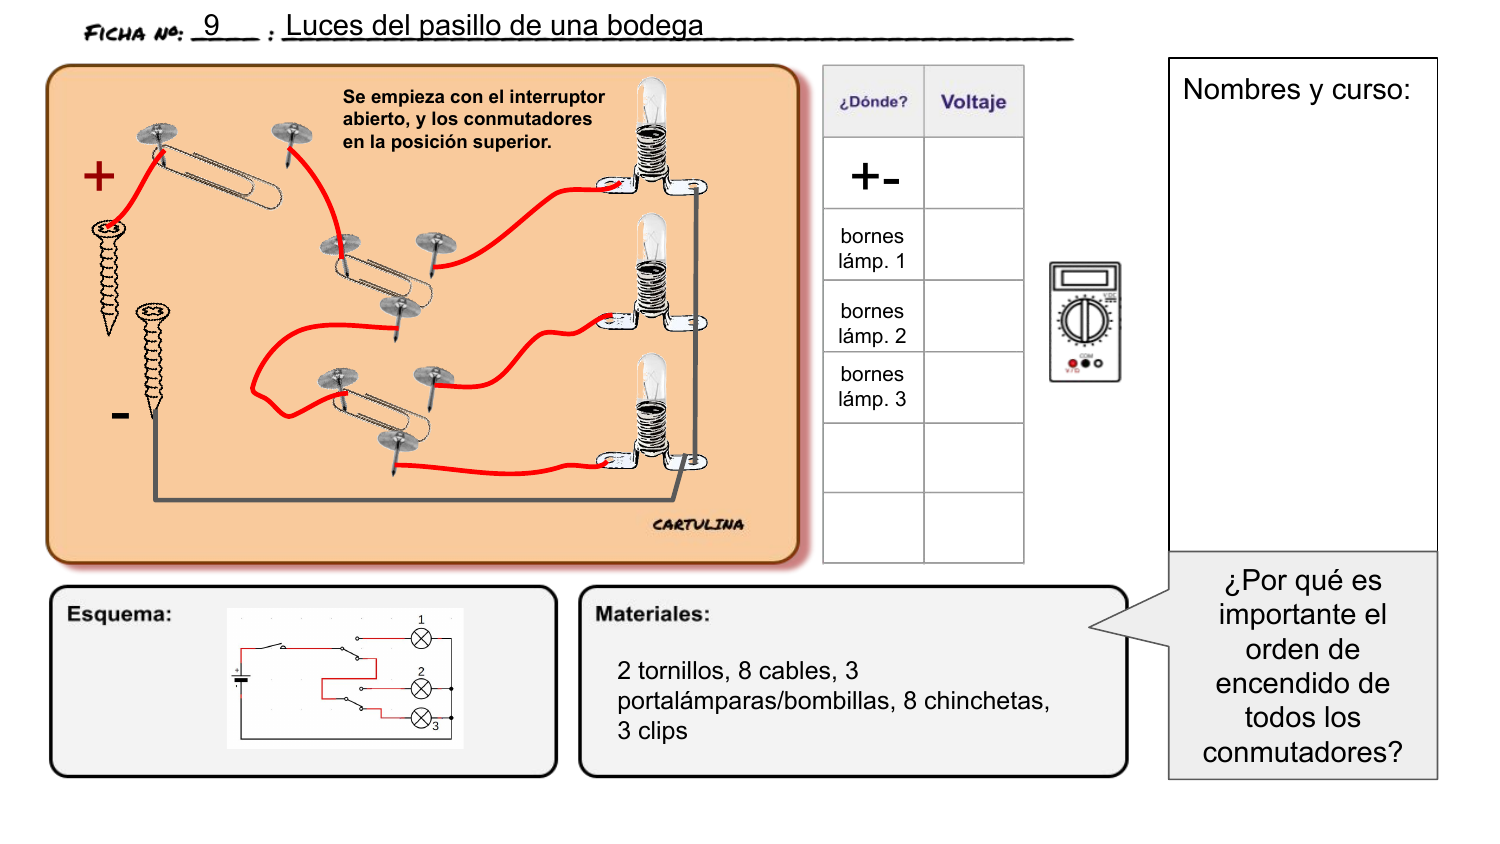 Ficha nº: 9 : Luces del pasillo de una bodega
Se empieza con el interruptor
abierto, y los conmutadores
en la posición superior.
+
-
CARTULINA
¿Dónde? Voltaje
+-
bornes
lámp. 1
bornes
lámp. 2
bornes
lámp. 3
COM
Nombres y curso:
¿Por qué es
importante el
orden de
encendido de
todos los
conmutadores?
Esquema:
1
2
3
+
-
Materiales:
2 tornillos, 8 cables, 3
portalámparas/bombillas, 8 chinchetas,
3 clips